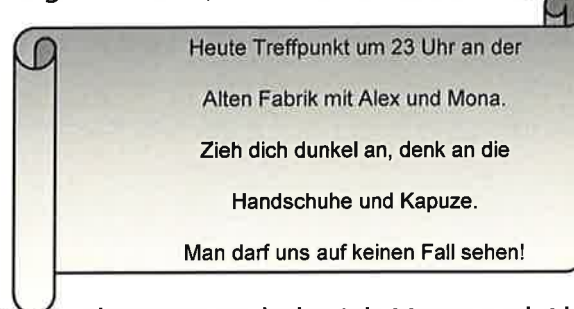 Heute Treffpunkt um 23 Uhr an der
Alten Fabrik mit Alex und Mona.
Zieh dich dunkel an, denk an die
Handschuhe und Kapuze.
Man darf uns auf keinen Fall sehen!